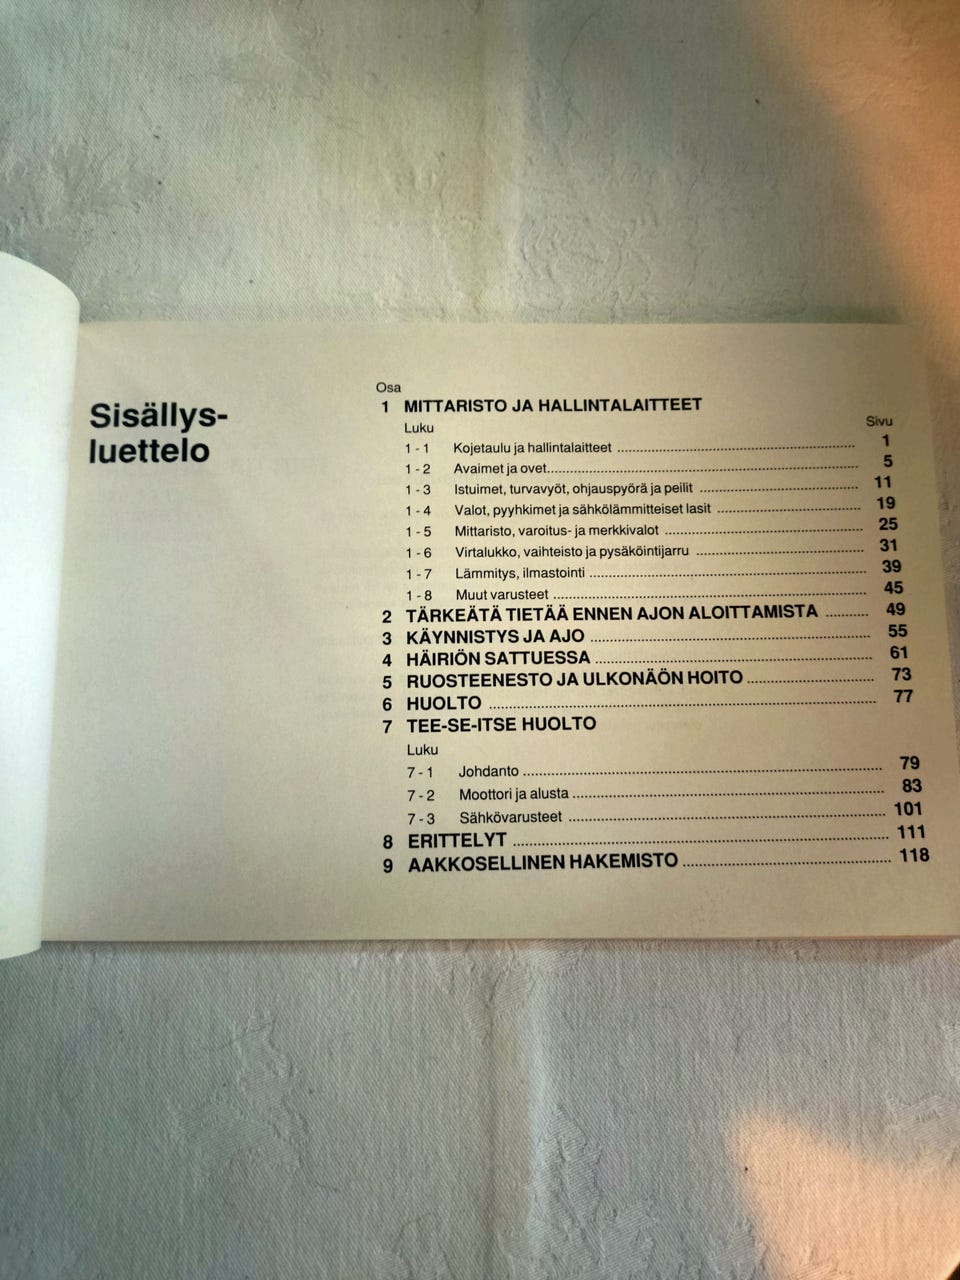 Sisällys-
luettelo
Osa
1 MITTARISTO JA HALLINTALAITTEET
Luku Sivu
1 - 1 Kojetaulu ja hallintalaitteet ........ 1
1 - 2 Avaimet ja ovet........ 5
1 - 3 Istuimet, turvavyöt, ohjauspyörä ja peilit ........ 11
1 - 4 Valot, pyyhkimet ja sähkölämmitteiset lasit ........ 19
1 - 5 Mittaristo, varoitus- ja merkkivalot ........ 25
1 - 6 Virtalukko, vaihteisto ja pysäköintijarru ........ 31
1 - 7 Lämmitys, ilmastointi ........ 39
1 - 8 Muut varusteet ........ 45
2 TÄRKEÄTÄ TIETÄÄ ENNEN AJON ALOITTAMISTA ........ 49
3 KÄYNNISTYS JA AJO ........ 55
4 HÄIRIÖN SATTUESSA ........ 61
5 RUOSTEENESTO JA ULKONÄÖN HOITO ........ 73
6 HUOLTO ........ 77
7 TEE-SE-ITSE HUOLTO
Luku
7 - 1 Johdanto ........ 79
7 - 2 Moottori ja alusta ........ 83
7 - 3 Sähkövarusteet ........ 101
8 ERITTELYT ........ 111
9 AAKKOSELLINEN HAKEMISTO ........ 118